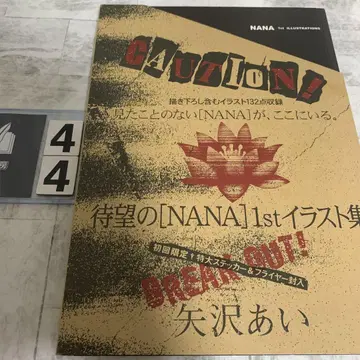 NANA 1st ILLUSTRATIONS
CAUTION!
描き下ろし含むイラスト132点収録
見たことのない[NANA]が、ここにいる。
待望の[NANA]1stイラスト集
BREAK OUT!
初回限定 特大ステッカー&フライヤー封入
矢沢あい
4
4